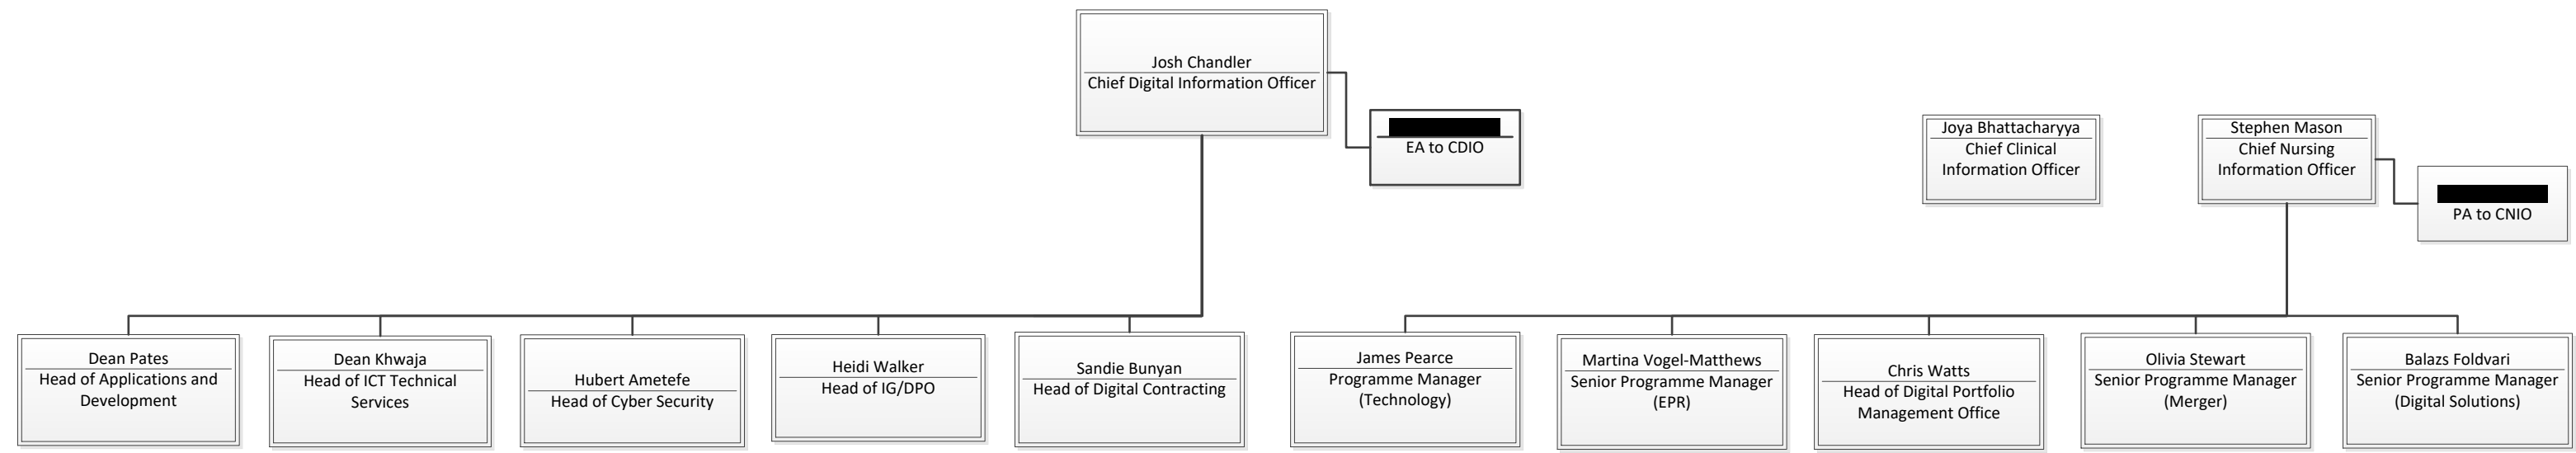 Josh Chandler
Chief Digital Information Officer
EA to CDIO
Joya Bhattacharyya
Chief Clinical
Information Officer
Stephen Mason
Chief Nursing
Information Officer
PA to CNIO
Dean Pates
Head of Applications and
Development
Dean Khwaja
Head of ICT Technical
Services
Hubert Ametefe
Head of Cyber Security
Heidi Walker
Head of IG/DPO
Sandie Bunyan
Head of Digital Contracting
James Pearce
Programme Manager
(Technology)
Martina Vogel-Matthews
Senior Programme Manager
(EPR)
Chris Watts
Head of Digital Portfolio
Management Office
Olivia Stewart
Senior Programme Manager
(Merger)
Balazs Foldvari
Senior Programme Manager
(Digital Solutions)